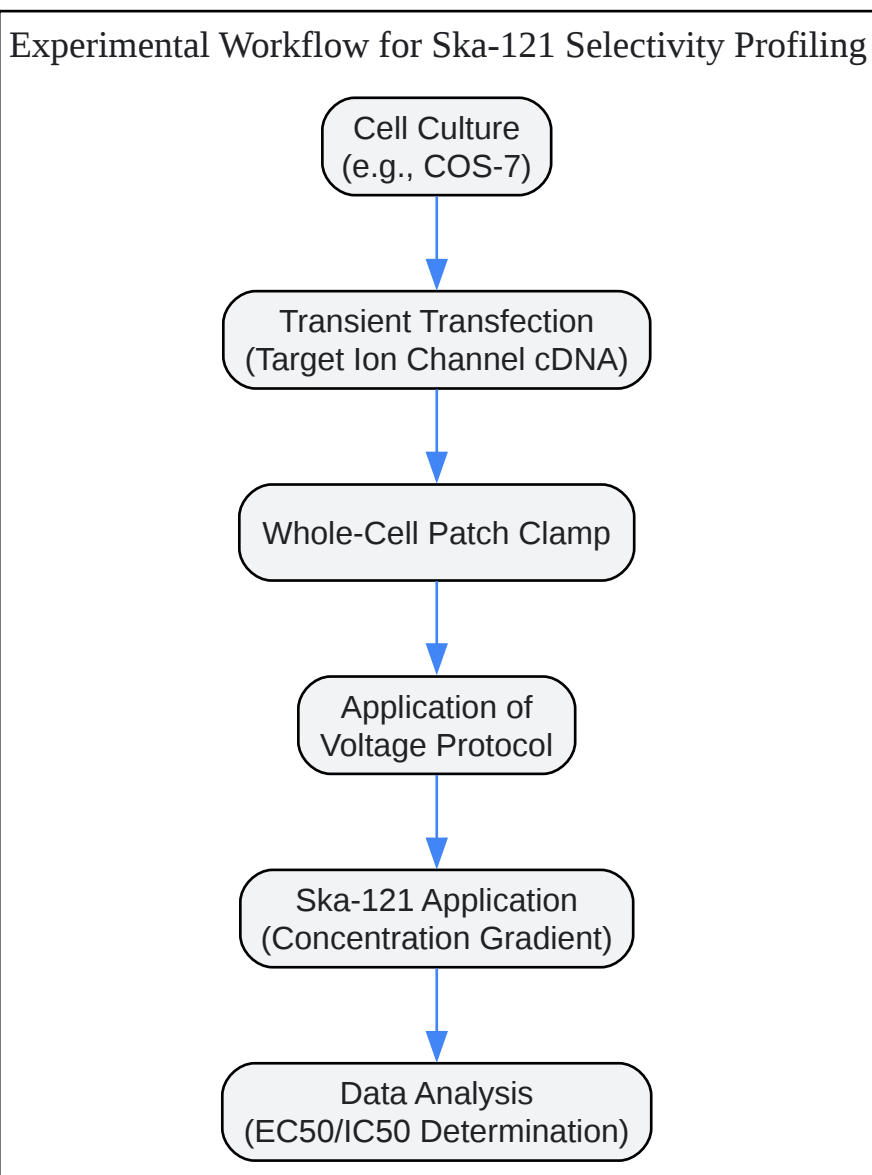 Experimental Workflow for Ska-121 Selectivity Profiling
Cell Culture
(e.g., COS-7)
Transient Transfection
(Target Ion Channel cDNA)
Whole-Cell Patch Clamp
Application of
Voltage Protocol
Ska-121 Application
(Concentration Gradient)
Data Analysis
(EC50/IC50 Determination)